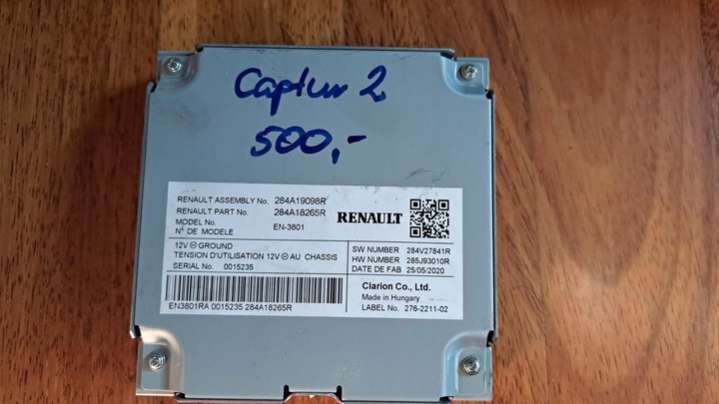 Captur 2
500,-
RENAULT ASSEMBLY No. 284A19098R
RENAULT PART No. 284A18265R
MODEL No.
N° DE MODELE EN-3801
RENAULT
12V ⊖ GROUND
TENSION D'UTILISATION 12V ⊖ AU CHASSIS
SERIAL No. 0015235
SW NUMBER 284V27841R
HW NUMBER 285J93010R
DATE DE FAB 25/05/2020
EN3801RA 0015235 284A18265R
Clarion Co., Ltd.
Made in Hungary
LABEL No. 276-2211-02